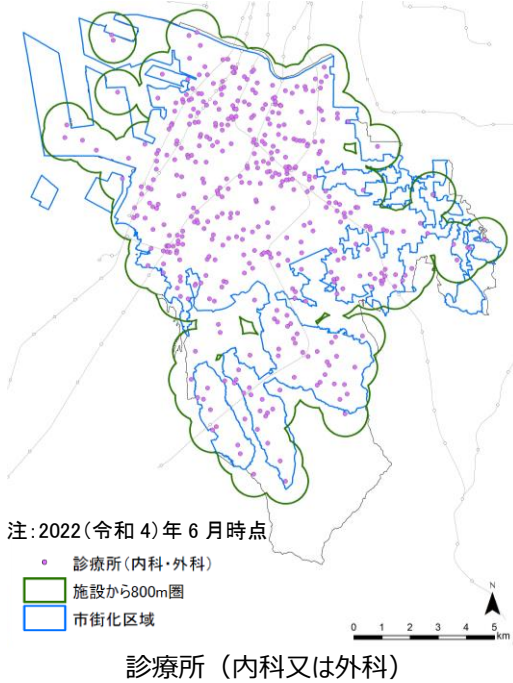 注:2022(令和4)年6月時点
診療所(内科・外科)
施設から800m圏
市街化区域
N
0 1 2 3 4 5
km
診療所(内科又は外科)